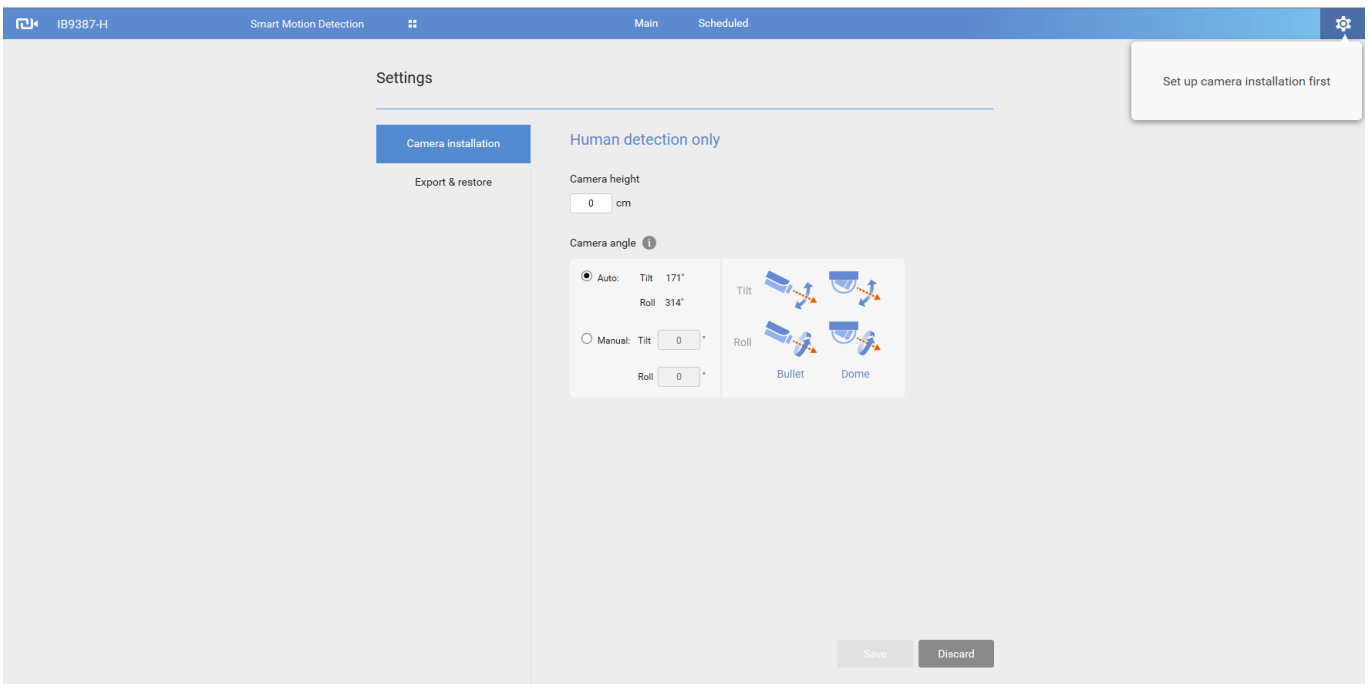 IB9387-H Smart Motion Detection Main Scheduled
Set up camera installation first
Settings
Camera installation
Export & restore
Human detection only
Camera height
0 cm
Camera angle i
Auto: Tilt 171°
Roll 314°
Manual: Tilt 0 °
Roll 0 °
Tilt
Roll
Bullet Dome
Save Discard